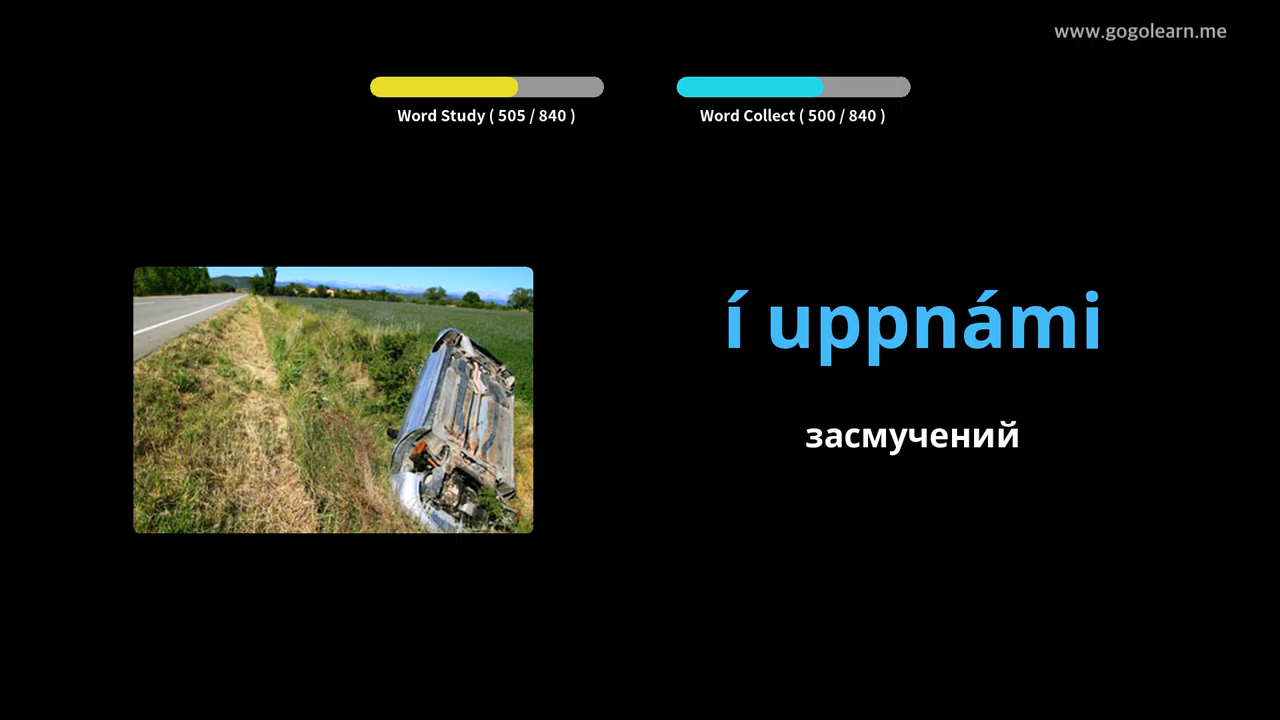 www.gogolearn.me
Word Study ( 505 / 840 )
Word Collect ( 500 / 840 )
í uppnámi
засмучений